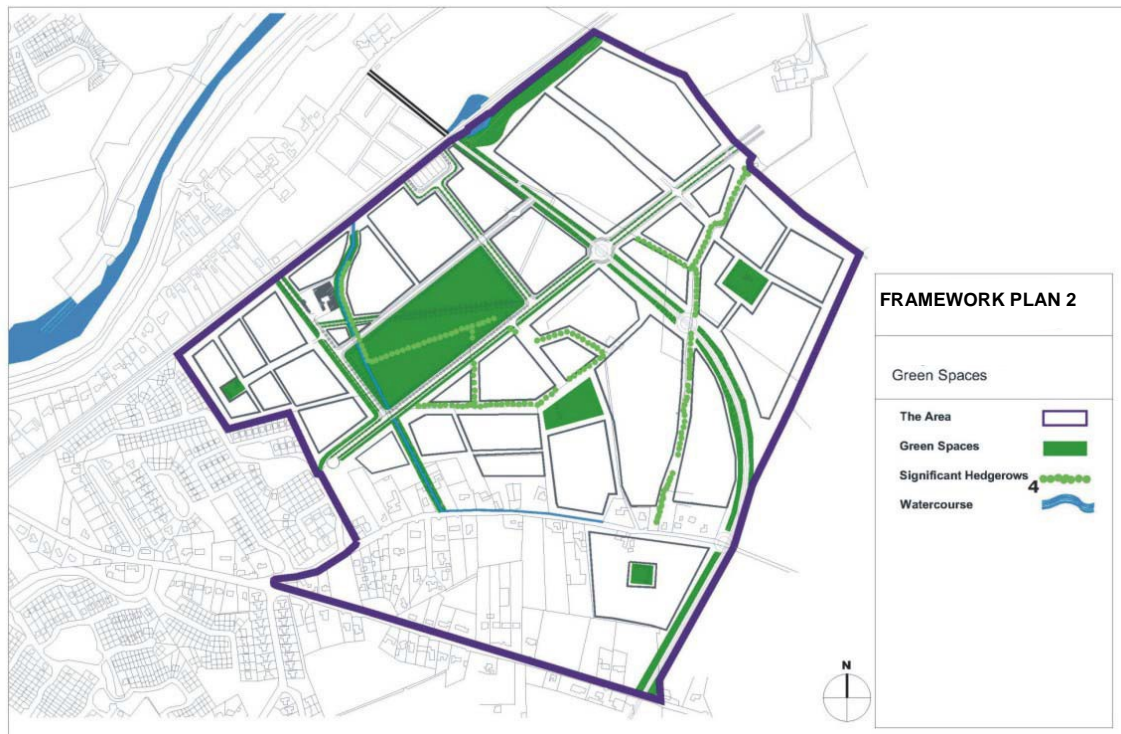 FRAMEWORK PLAN 2
Green Spaces
The Area
Green Spaces
Significant Hedgerows
4
Watercourse
N